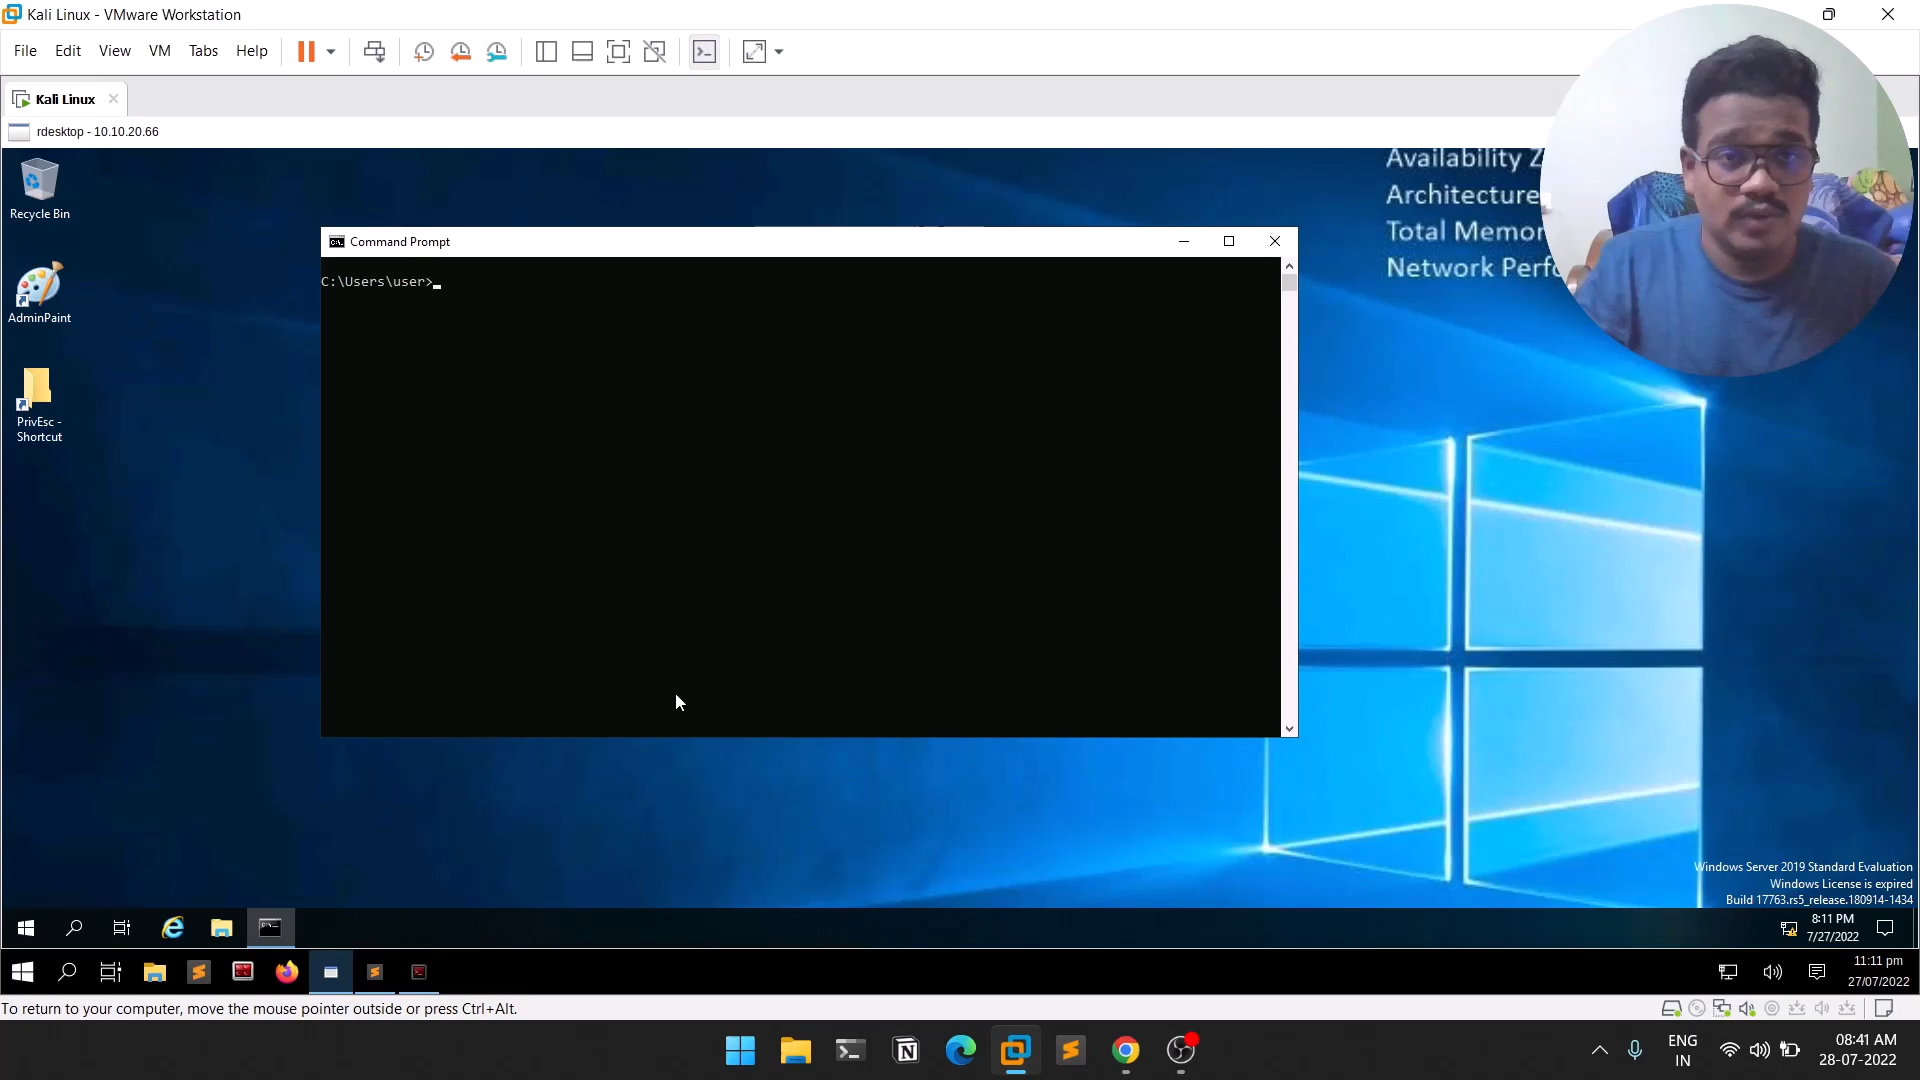 Kali Linux - VMware Workstation
File Edit View VM Tabs Help
Kali Linux
rdesktop - 10.10.20.66
Recycle Bin
AdminPaint
PrivEsc -
Shortcut
Command Prompt
C:\Users\user>
Availability Z
Architecture
Total Memor
Network Perfo
Windows Server 2019 Standard Evaluation
Windows License is expired
Build 17763.rs5_release.180914-1434
8:11 PM
7/27/2022
11:11 pm
27/07/2022
To return to your computer, move the mouse pointer outside or press Ctrl+Alt.
ENG
IN
08:41 AM
28-07-2022